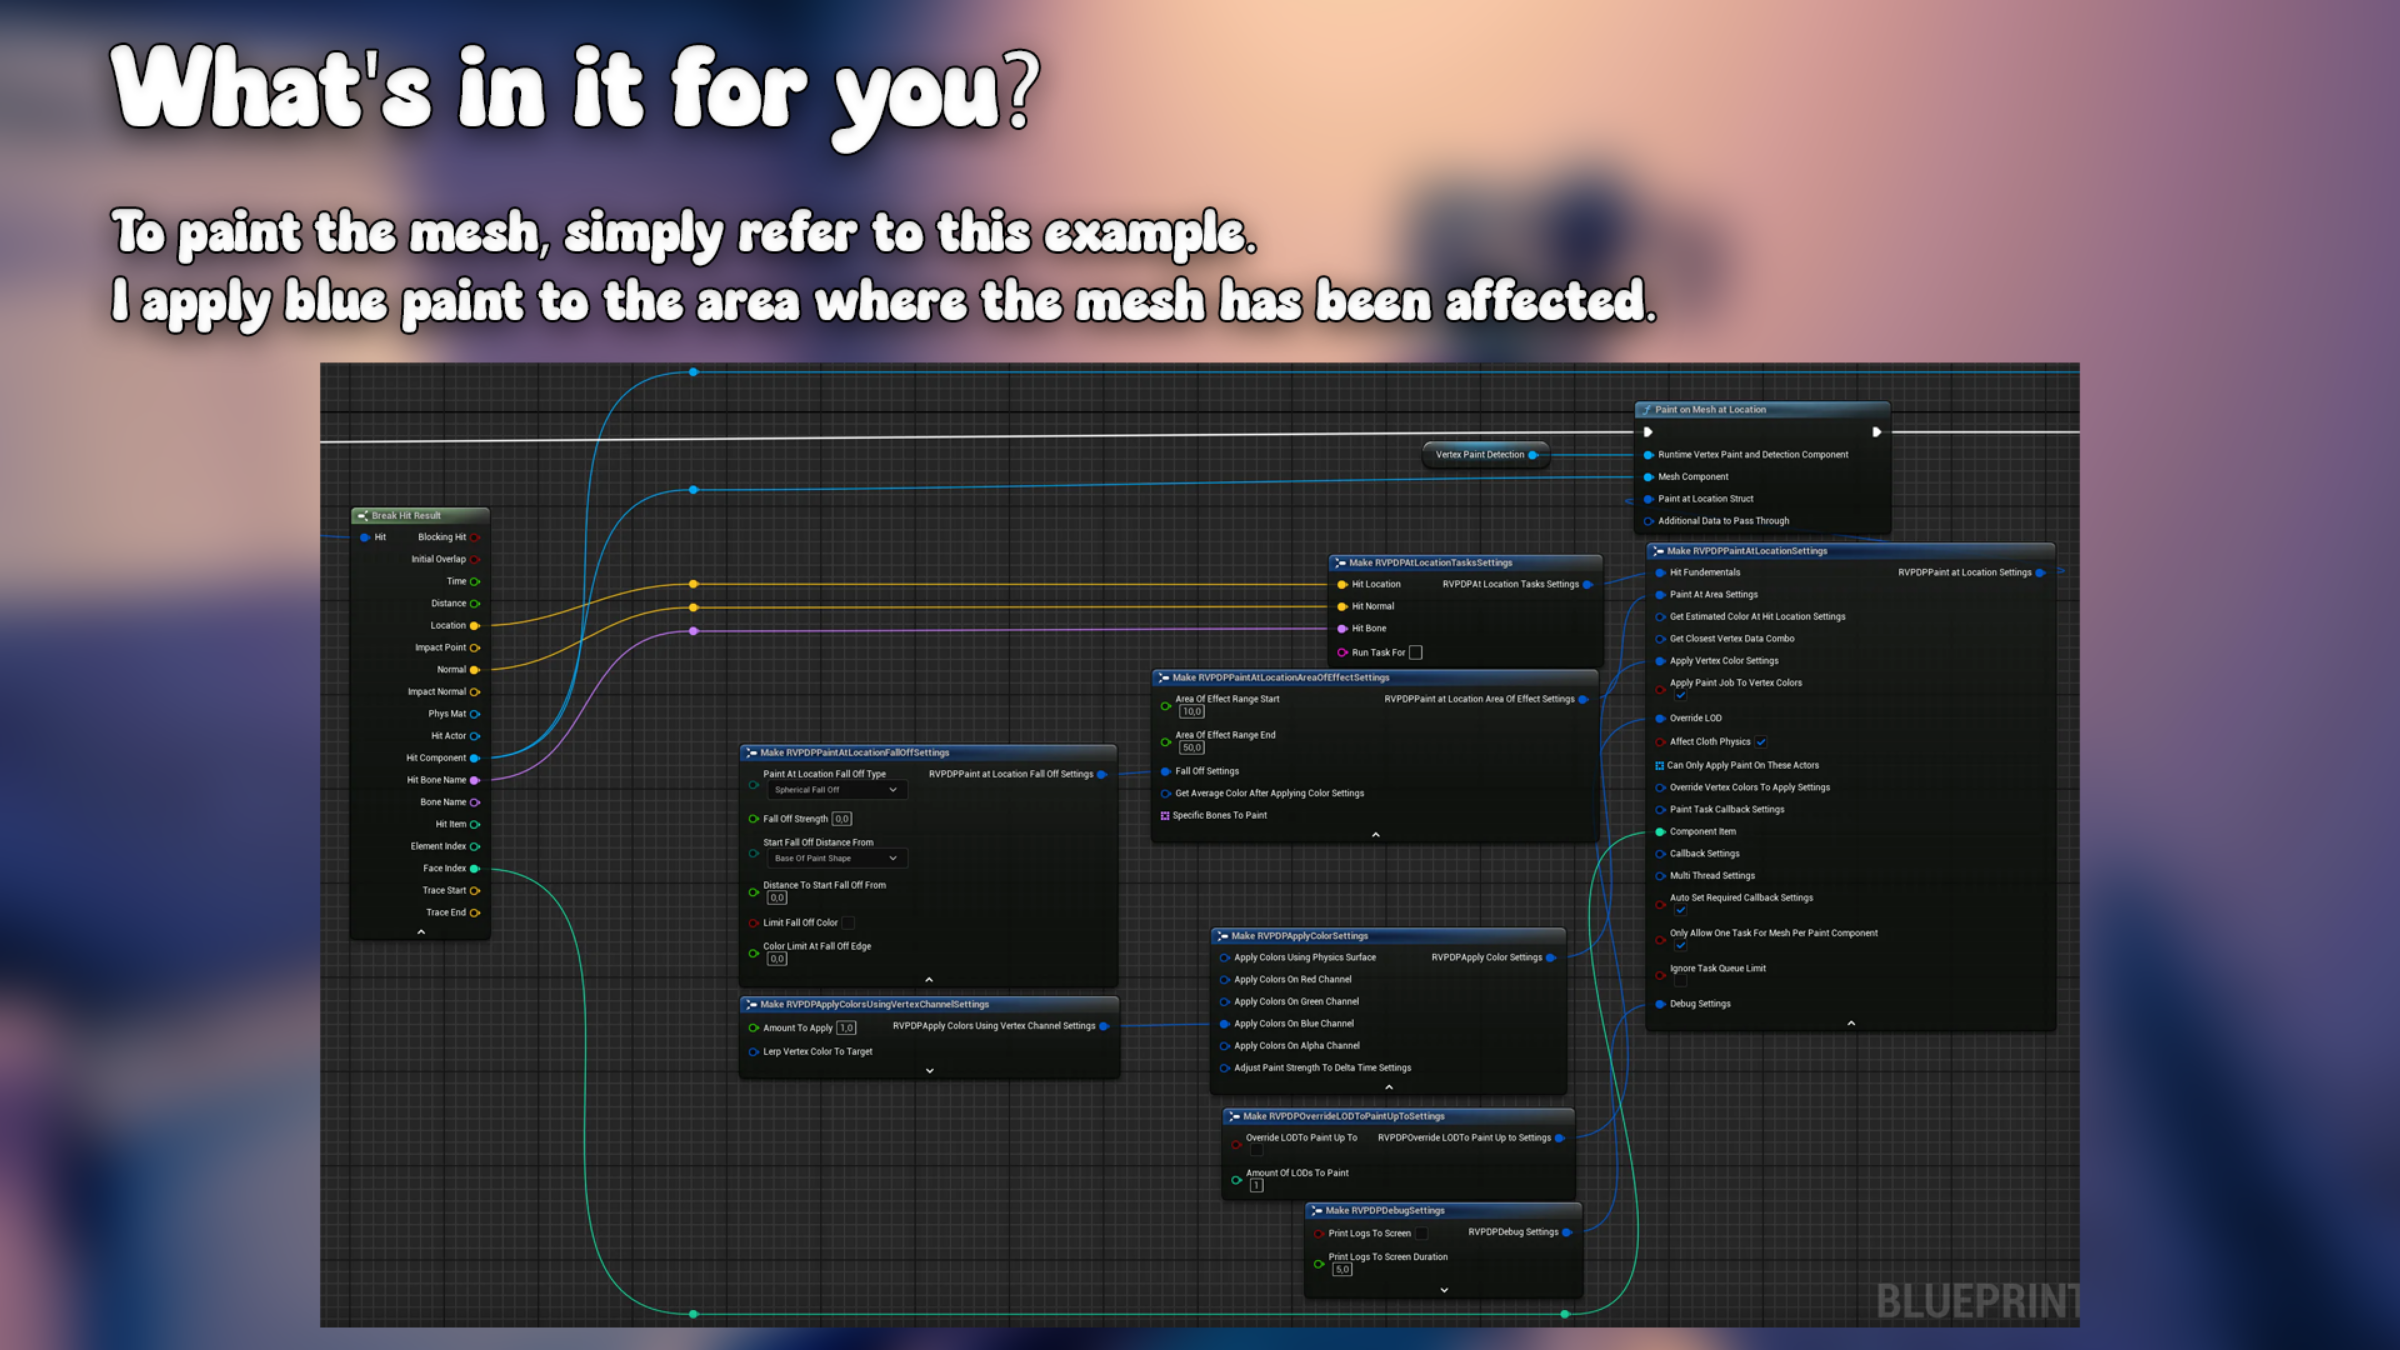 What's in it for you?
To paint the mesh, simply refer to this example.
I apply blue paint to the area where the mesh has been affected.
Paint on Mesh at Location
Vertex Paint Detection
Runtime Vertex Paint and Detection Component
Mesh Component
Paint at Location Struct
Additional Data to Pass Through
Break Hit Result
Hit
Blocking Hit
Initial Overlap
Time
Distance
Location
Impact Point
Normal
Impact Normal
Phys Mat
Hit Actor
Hit Component
Hit Bone Name
Bone Name
Hit Item
Element Index
Face Index
Trace Start
Trace End
Make RVPDPAtLocationTasksSettings
Hit Location
RVPDPAt Location Tasks Settings
Hit Normal
Hit Bone
Run Task For
Make RVPDPPaintAtLocationAreaOfEffectSettings
Area Of Effect Range Start
RVPDPPaint at Location Area Of Effect Settings
10,0
Area Of Effect Range End
50,0
Fall Off Settings
Get Average Color After Applying Color Settings
Specific Bones To Paint
Make RVPDPPaintAtLocationFallOffSettings
Paint At Location Fall Off Type
RVPDPPaint at Location Fall Off Settings
Spherical Fall Off
Fall Off Strength 0,0
Start Fall Off Distance From
Base Of Paint Shape
Distance To Start Fall Off From
0,0
Limit Fall Off Color
Color Limit At Fall Off Edge
0,0
Make RVPDPApplyColorsUsingVertexChannelSettings
Amount To Apply 1,0
RVPDPApply Colors Using Vertex Channel Settings
Lerp Vertex Color To Target
Make RVPDPApplyColorSettings
Apply Colors Using Physics Surface
RVPDPApply Color Settings
Apply Colors On Red Channel
Apply Colors On Green Channel
Apply Colors On Blue Channel
Apply Colors On Alpha Channel
Adjust Paint Strength To Delta Time Settings
Make RVPDPOverrideLODToPaintUpToSettings
Override LODTo Paint Up To
RVPDPOverride LODTo Paint Up to Settings
Amount Of LODs To Paint
1
Make RVPDPDebugSettings
Print Logs To Screen
RVPDPDebug Settings
Print Logs To Screen Duration
5,0
Make RVPDPPaintAtLocationSettings
Hit Fundementals
RVPDPPaint at Location Settings
Paint At Area Settings
Get Estimated Color At Hit Location Settings
Get Closest Vertex Data Combo
Apply Vertex Color Settings
Apply Paint Job To Vertex Colors
Override LOD
Affect Cloth Physics
Can Only Apply Paint On These Actors
Override Vertex Colors To Apply Settings
Paint Task Callback Settings
Component Item
Callback Settings
Multi Thread Settings
Auto Set Required Callback Settings
Only Allow One Task For Mesh Per Paint Component
Ignore Task Queue Limit
Debug Settings
BLUEPRINT